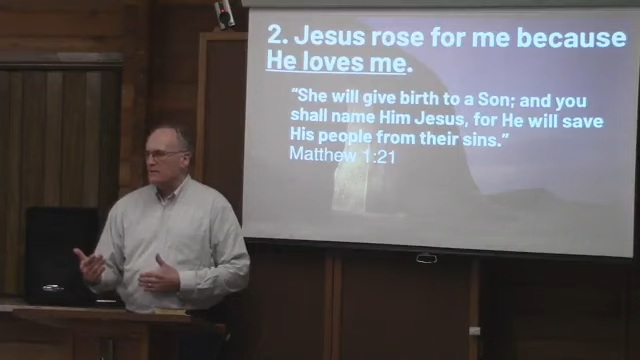 2. Jesus rose for me because
He loves me.
“She will give birth to a Son; and you
shall name Him Jesus, for He will save
His people from their sins.”
Matthew 1:21